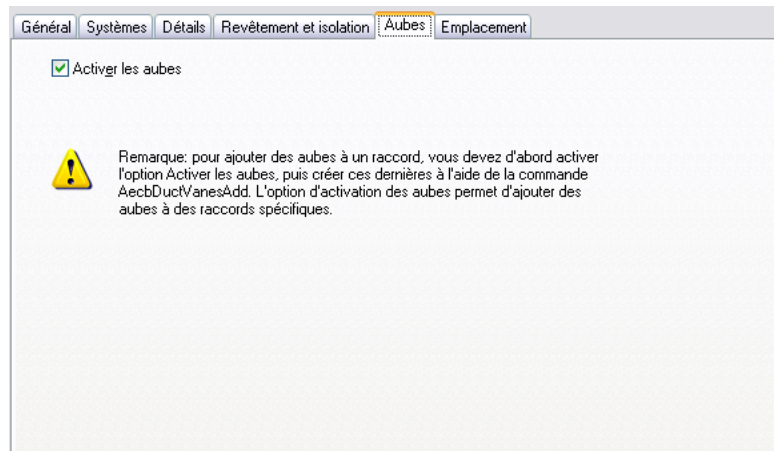 Général Systèmes Détails Revêtement et isolation Aubes Emplacement
Activer les aubes
Remarque: pour ajouter des aubes à un raccord, vous devez d'abord activer
l'option Activer les aubes, puis créer ces dernières à l'aide de la commande
AecbDuctVanesAdd. L'option d'activation des aubes permet d'ajouter des
aubes à des raccords spécifiques.